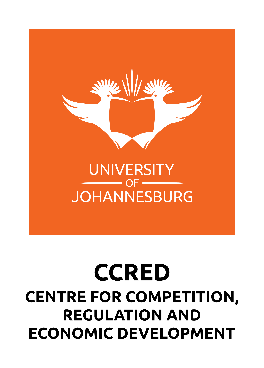 UNIVERSITY
OF
JOHANNESBURG
CCRED
CENTRE FOR COMPETITION,
REGULATION AND
ECONOMIC DEVELOPMENT